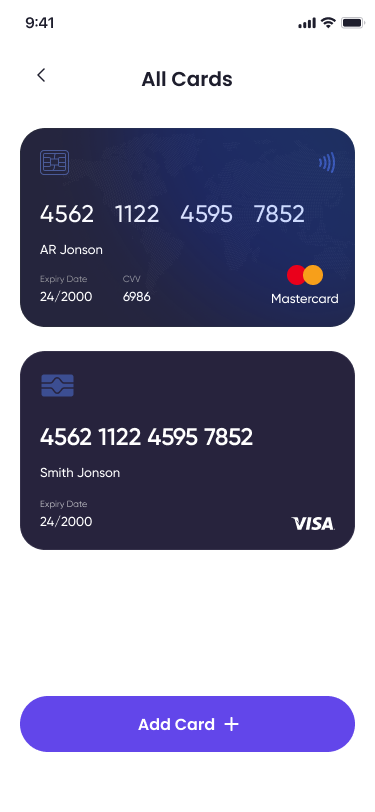 9:41
All Cards
4562 1122 4595 7852
AR Jonson
Expiry Date CVV
24/2000 6986
Mastercard
4562 1122 4595 7852
Smith Jonson
Expiry Date
24/2000
VISA
Add Card +